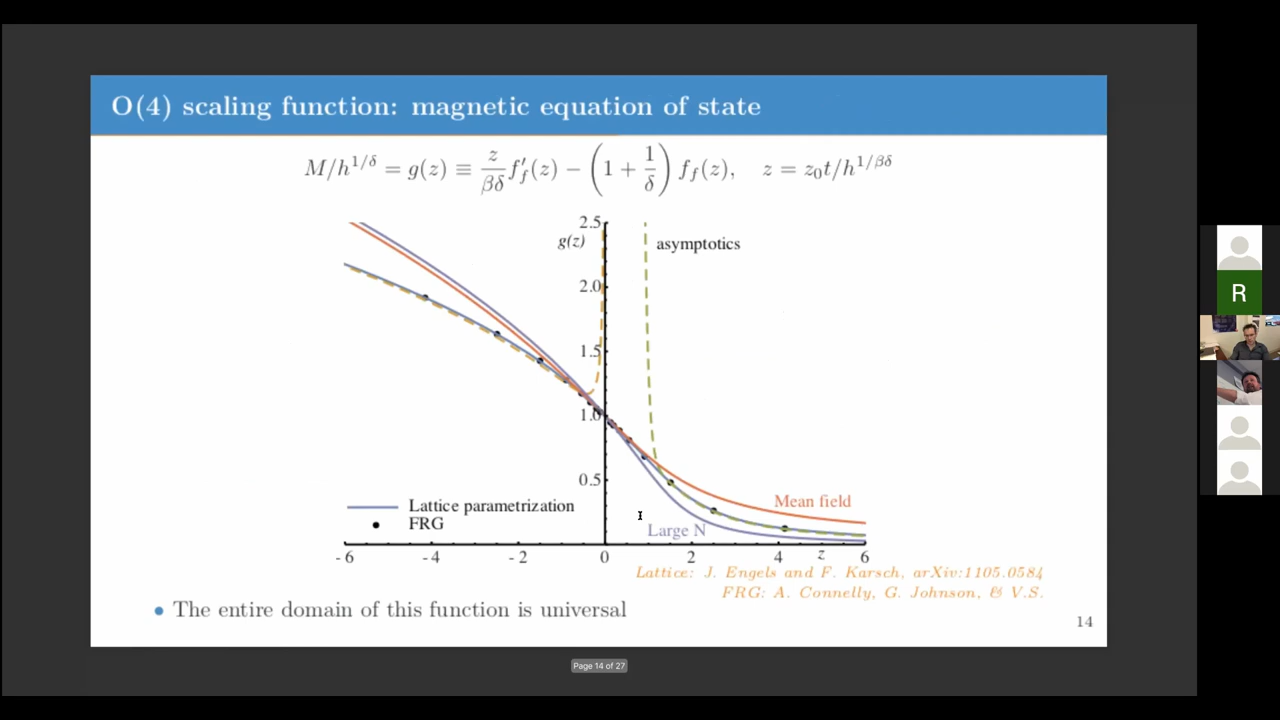 O(4) scaling function: magnetic equation of state
M/h^{1/δ} = g(z) ≡ \frac{z}{βδ} f'_f(z) − (1 + \frac{1}{δ}) f_f(z), z = z_0 t/h^{1/βδ}
2.5
g(z)
asymptotics
2.0
1.5
1.0
0.5
Lattice parametrization
FRG
Mean field
Large N
-6 -4 -2 0 2 4 z 6
Lattice: J. Engels and F. Karsch, arXiv:1105.0584
FRG: A. Connelly, G. Johnson, & V.S.
• The entire domain of this function is universal
14
Page 14 of 27
R